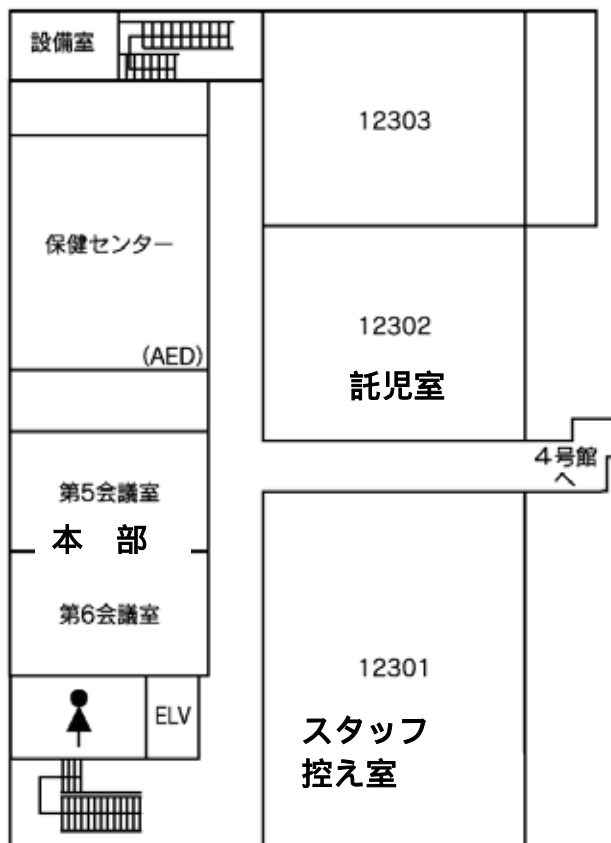 設備室
12303
保健センター
(AED)
12302
託児室
4号館
へ
第5会議室
本　部
第6会議室
12301
ELV
スタッフ
控え室